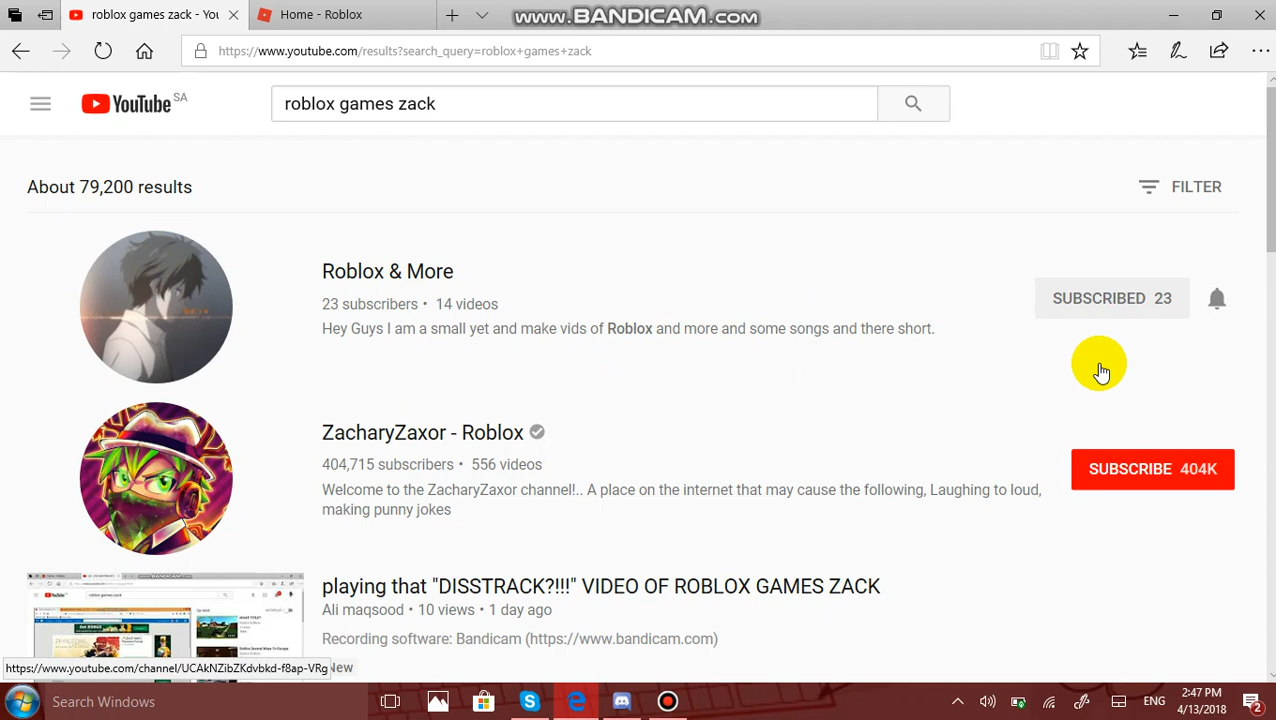 roblox games zack - You
Home - Roblox
www.BANDICAM.com
https://www.youtube.com/results?search_query=roblox+games+zack
YouTube SA
roblox games zack
About 79,200 results
FILTER
Roblox & More
23 subscribers • 14 videos
SUBSCRIBED 23
Hey Guys I am a small yet and make vids of Roblox and more and some songs and there short.
ZacharyZaxor - Roblox
404,715 subscribers • 556 videos
SUBSCRIBE 404K
Welcome to the ZacharyZaxor channel!.. A place on the internet that may cause the following, Laughing to loud,
making punny jokes
playing that "DISSING YOU?!!!" VIDEO OF ROBLOX GAMES ZACK
Ali maqsood • 10 views • 1 day ago
Recording software: Bandicam (https://www.bandicam.com)
https://www.youtube.com/channel/UCAkNZibZKdvbkd-f8ap-VRg
New
Search Windows
ENG
2:47 PM
4/13/2018
2